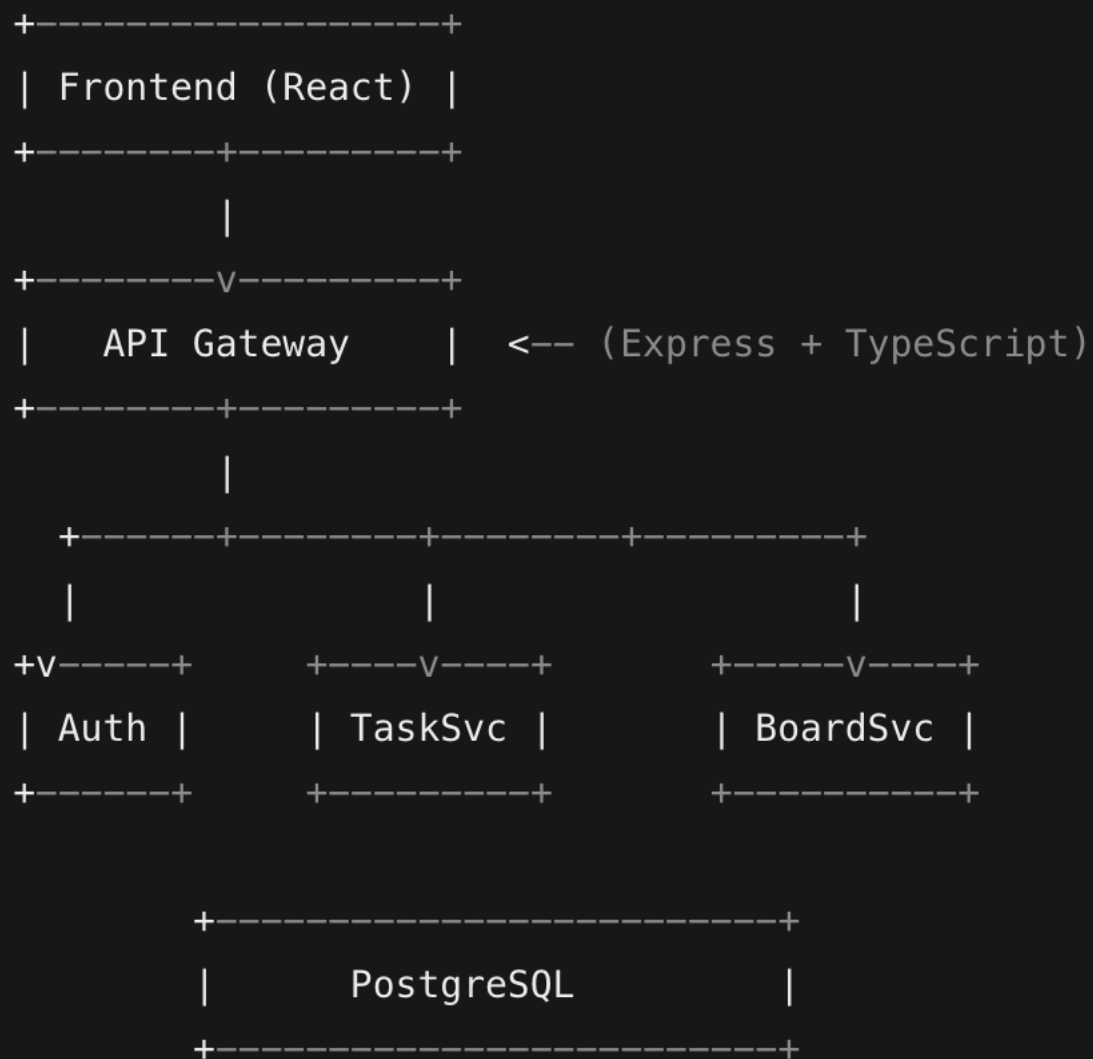 +------------------+
| Frontend (React) |
+--------+---------+
         |
+--------v---------+
|   API Gateway    |  <-- (Express + TypeScript)
+--------+---------+
         |
  +------+--------+--------+---------+
  |               |                  |
+v-----+     +----v----+       +-----v----+
| Auth |     | TaskSvc |       | BoardSvc |
+------+     +---------+       +----------+
        +-------------------------+
        |      PostgreSQL         |
        +-------------------------+